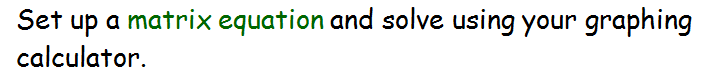 Set up a matrix equation and solve using your graphing
calculator.